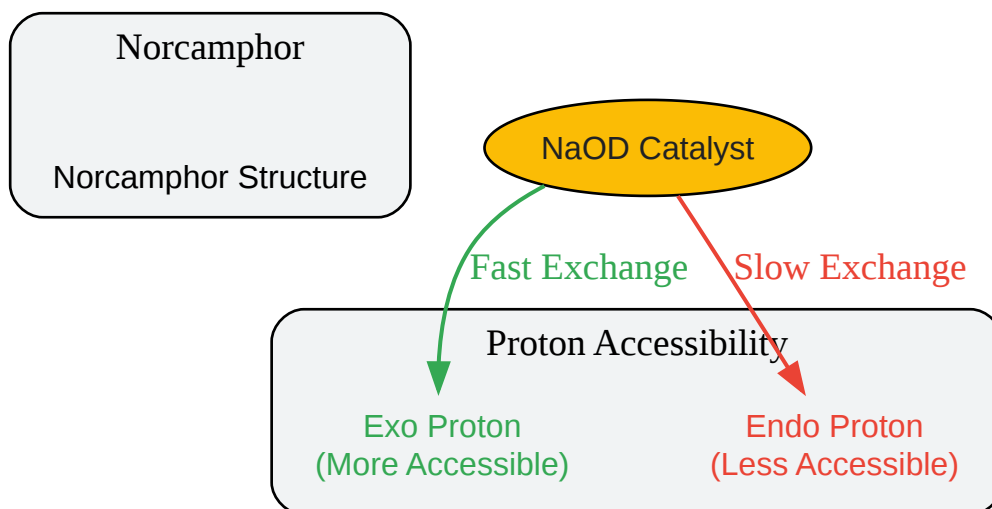 Norcamphor
Norcamphor Structure
NaOD Catalyst
Fast Exchange
Slow Exchange
Proton Accessibility
Exo Proton
(More Accessible)
Endo Proton
(Less Accessible)